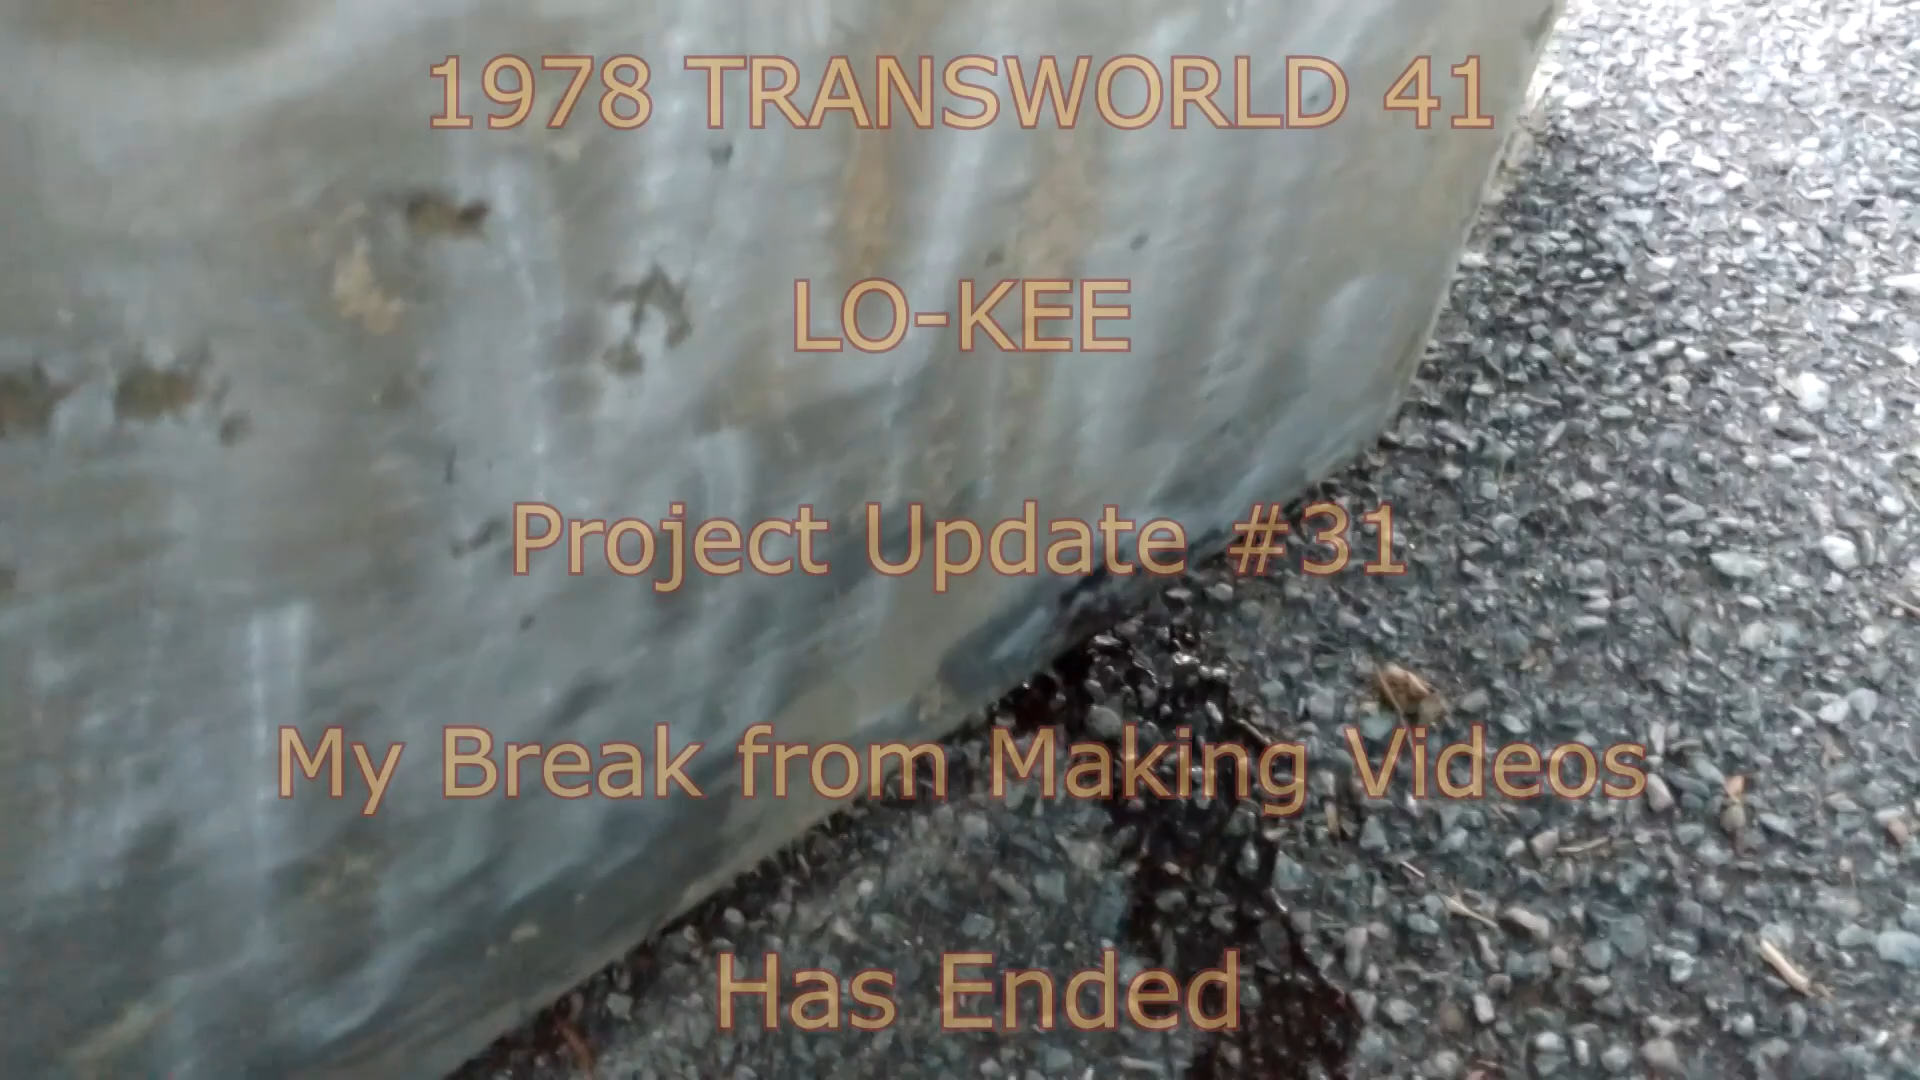 1978 TRANSWORLD 41
LO-KEE
Project Update #31
My Break from Making Videos
Has Ended